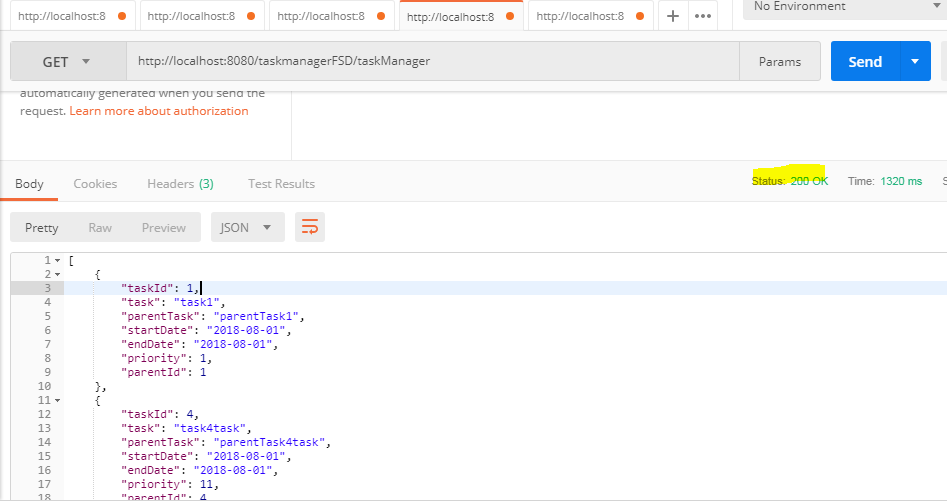 http://localhost:8 http://localhost:8 http://localhost:8 http://localhost:8 http://localhost:8 + ••• No Environment
GET http://localhost:8080/taskmanagerFSD/taskManager Params Send
automatically generated when you send the
request. Learn more about authorization
Body Cookies Headers (3) Test Results Status: 200 OK Time: 1320 ms S
Pretty Raw Preview JSON
1 [
2 {
3 "taskId": 1,
4 "task": "task1",
5 "parentTask": "parentTask1",
6 "startDate": "2018-08-01",
7 "endDate": "2018-08-01",
8 "priority": 1,
9 "parentId": 1
10 },
11 {
12 "taskId": 4,
13 "task": "task4task",
14 "parentTask": "parentTask4task",
15 "startDate": "2018-08-01",
16 "endDate": "2018-08-01",
17 "priority": 11,
18 "parentId": 4